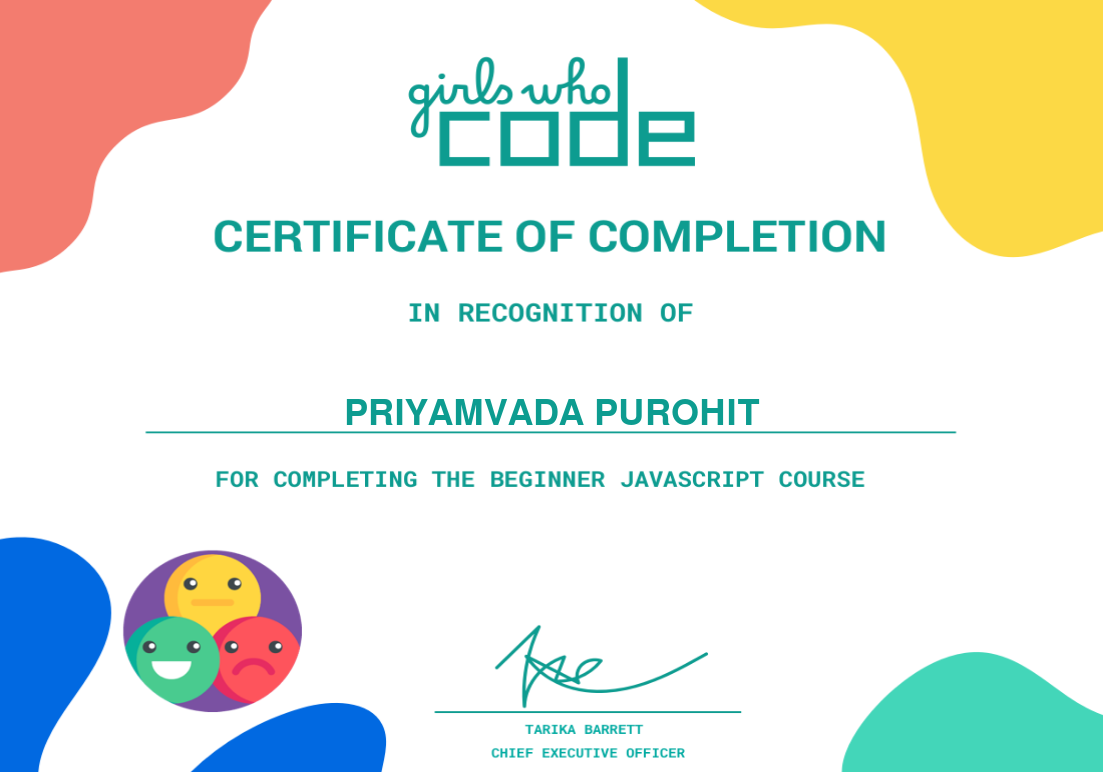 girls who
code
CERTIFICATE OF COMPLETION
IN RECOGNITION OF
PRIYAMVADA PUROHIT
FOR COMPLETING THE BEGINNER JAVASCRIPT COURSE
TARIKA BARRETT
CHIEF EXECUTIVE OFFICER